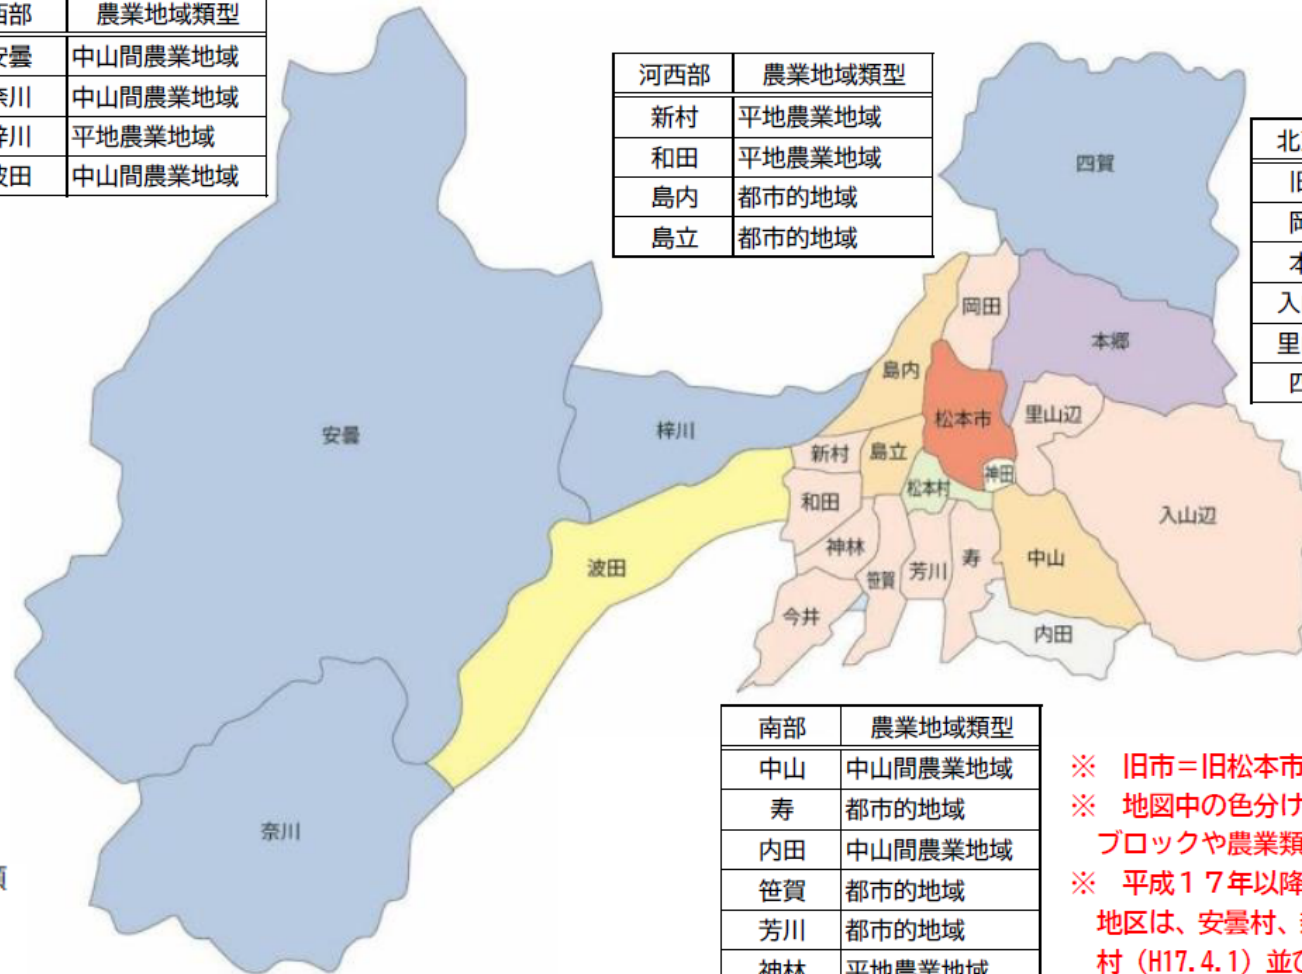 西部 農業地域類型
安曇 中山間農業地域
奈川 中山間農業地域
梓川 平地農業地域
波田 中山間農業地域
河西部 農業地域類型
新村 平地農業地域
和田 平地農業地域
島内 都市的地域
島立 都市的地域
北
旧
岡
本
入
里
四
四賀
岡田
本郷
島内
松本市
里山辺
安曇
梓川
新村
島立
神田
松本村
和田
入山辺
神林
波田
笹賀
芳川
寿
中山
今井
内田
奈川
南部 農業地域類型
中山 中山間農業地域
寿 都市的地域
内田 中山間農業地域
笹賀 都市的地域
芳川 都市的地域
神林 平地農業地域
※ 旧市=旧松本市
※ 地図中の色分け
ブロックや農業類
※ 平成17年以降
地区は、安曇村、
村(H17.4.1)並び